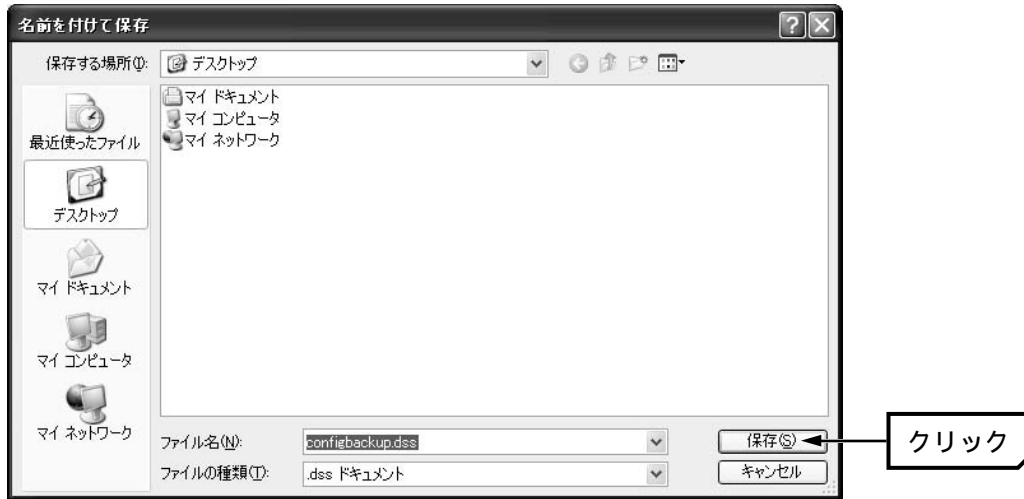 名前を付けて保存
保存する場所(I):
デスクトップ
マイ ドキュメント
マイ コンピュータ
マイ ネットワーク
最近使ったファイル
デスクトップ
マイ ドキュメント
マイ コンピュータ
マイ ネットワーク
ファイル名(N):
configbackup.dss
保存(S)
クリック
ファイルの種類(T):
.dss ドキュメント
キャンセル